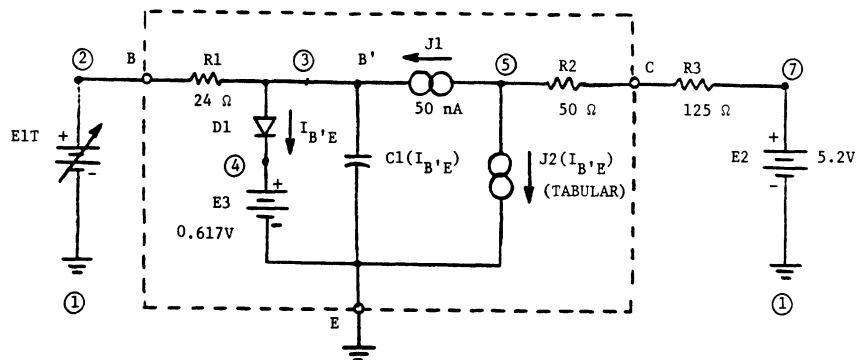 J1
② B R1 ③ B' ⑤ R2 C R3 ⑦
24 Ω 50 nA 50 Ω 125 Ω
D1 I_B'E
E1T + - ④ + C1(I_B'E) J2(I_B'E) + 5.2V
(TABULAR) E2 -
E3 -
0.617V
① E ①